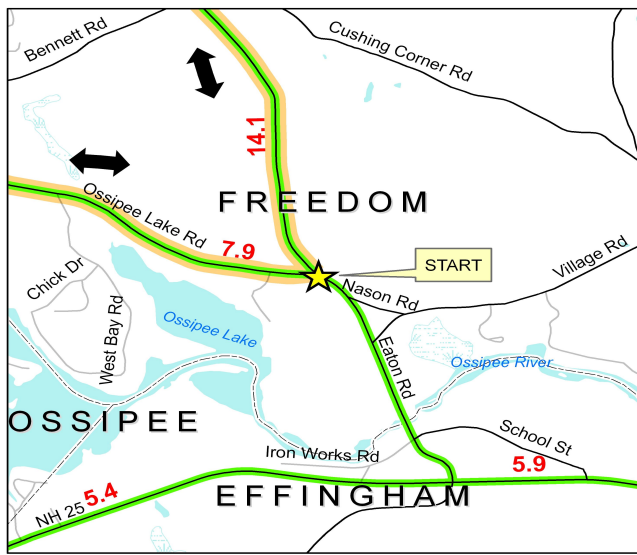 Bennett Rd
Cushing Corner Rd
14.1
FREEDOM
Ossipee Lake Rd
7.9
START
Village Rd
Chick Dr
Nason Rd
West Bay Rd
Ossipee Lake
Eaton Rd
Ossipee River
OSSIPEE
School St
Iron Works Rd
5.9
5.4
EFFINGHAM
NH 25